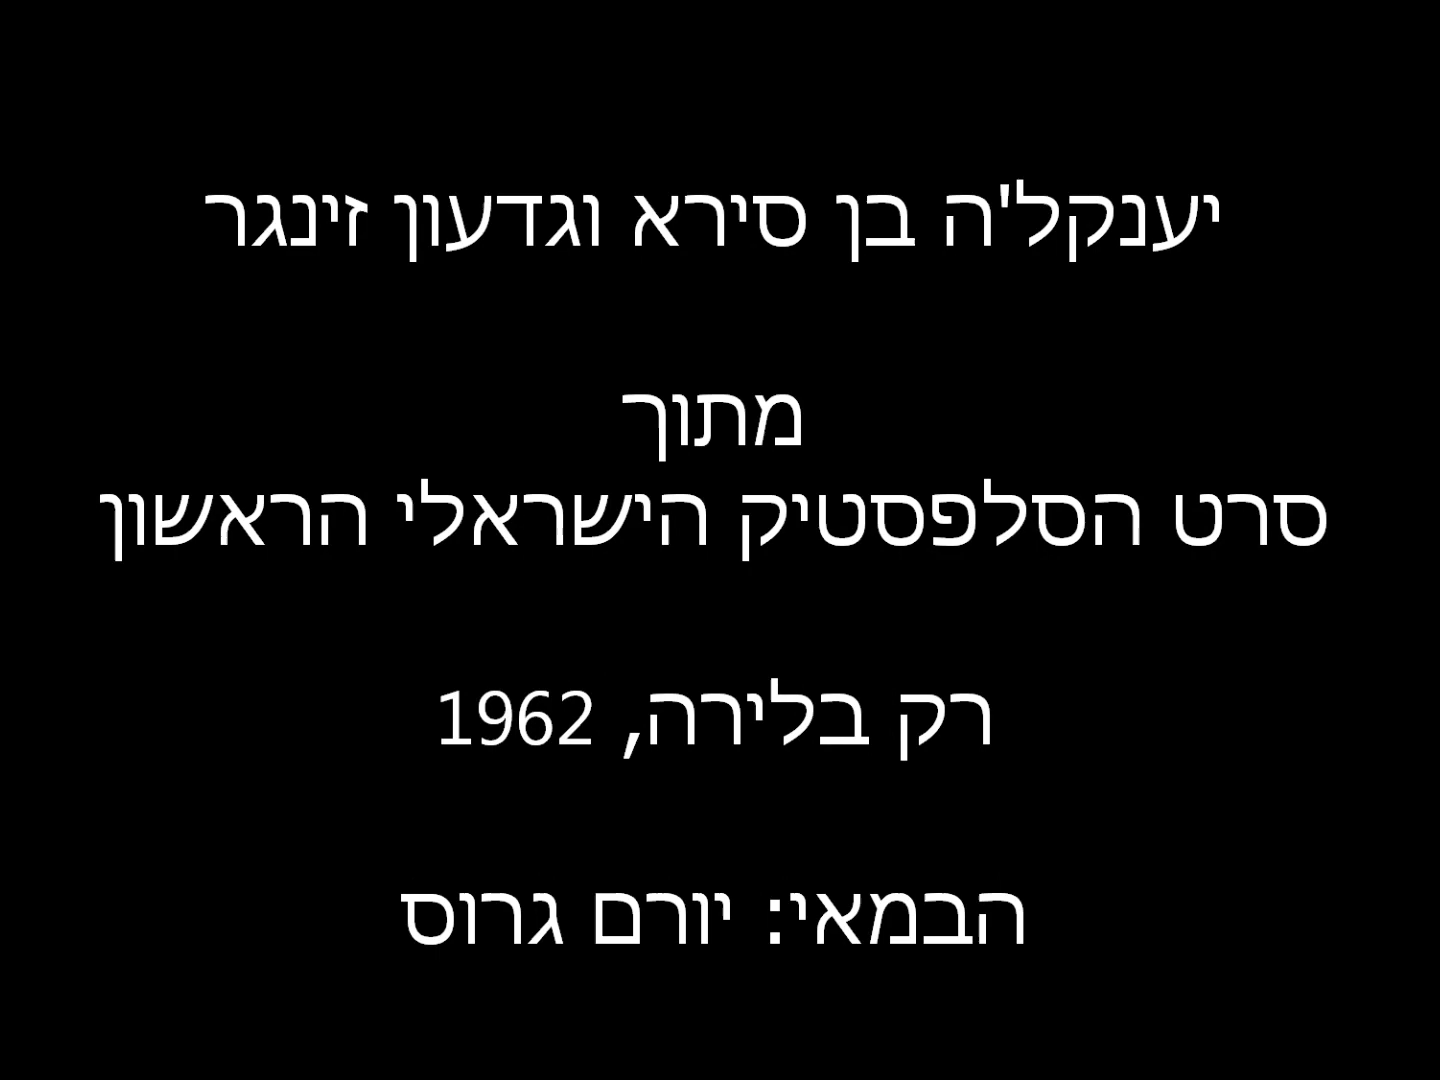 יענקל'ה בן סירא וגדעון זינגר
מתוך
סרט הסלפסטיק הישראלי הראשון
רק בלירה, 1962
הבמאי: יורם גרוס